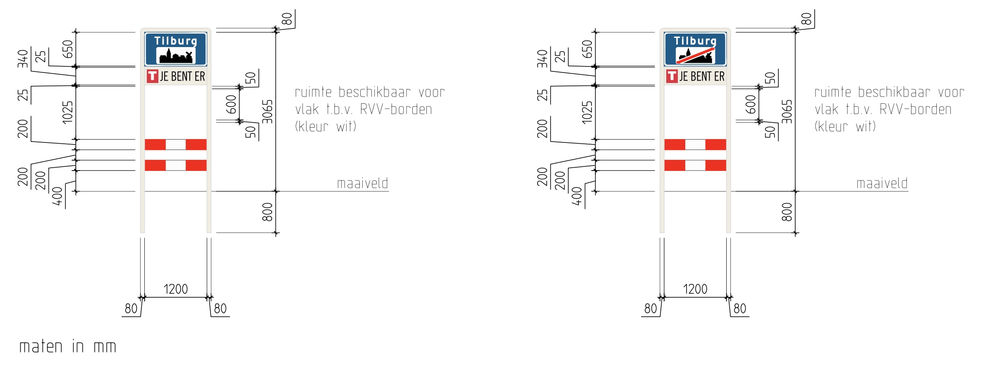 80
650
340
25
Tilburg
T JE BENT ER
25
50
600
1025
3065
ruimte beschikbaar voor
vlak t.b.v. RVV-borden
(kleur wit)
200
50
200
200
400
maaiveld
800
1200
80
80
80
650
340
25
Tilburg
T JE BENT ER
25
50
600
1025
3065
ruimte beschikbaar voor
vlak t.b.v. RVV-borden
(kleur wit)
200
50
200
200
400
maaiveld
800
1200
80
80
maten in mm